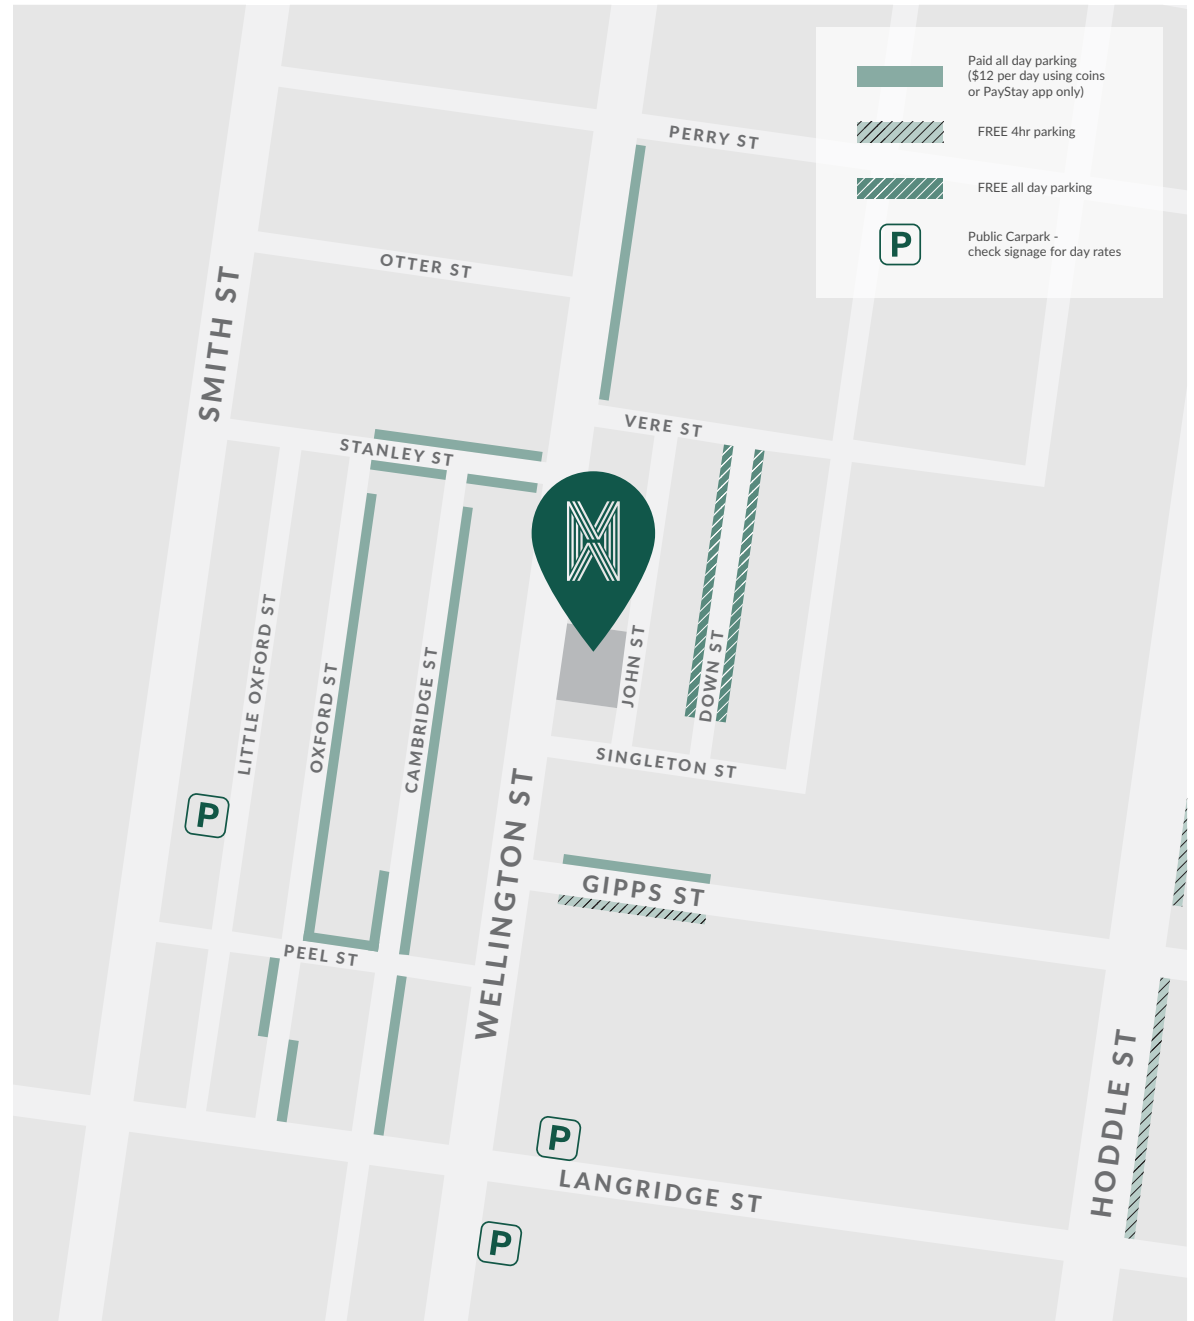 Paid all day parking
($12 per day using coins
or PayStay app only)
FREE 4hr parking
FREE all day parking
P
Public Carpark -
check signage for day rates
PERRY ST
OTTER ST
SMITH ST
VERE ST
STANLEY ST
LITTLE OXFORD ST
OXFORD ST
CAMBRIDGE ST
JOHN ST
DOWN ST
SINGLETON ST
P
WELLINGTON ST
GIPPS ST
PEEL ST
HODDLE ST
P
LANGRIDGE ST
P